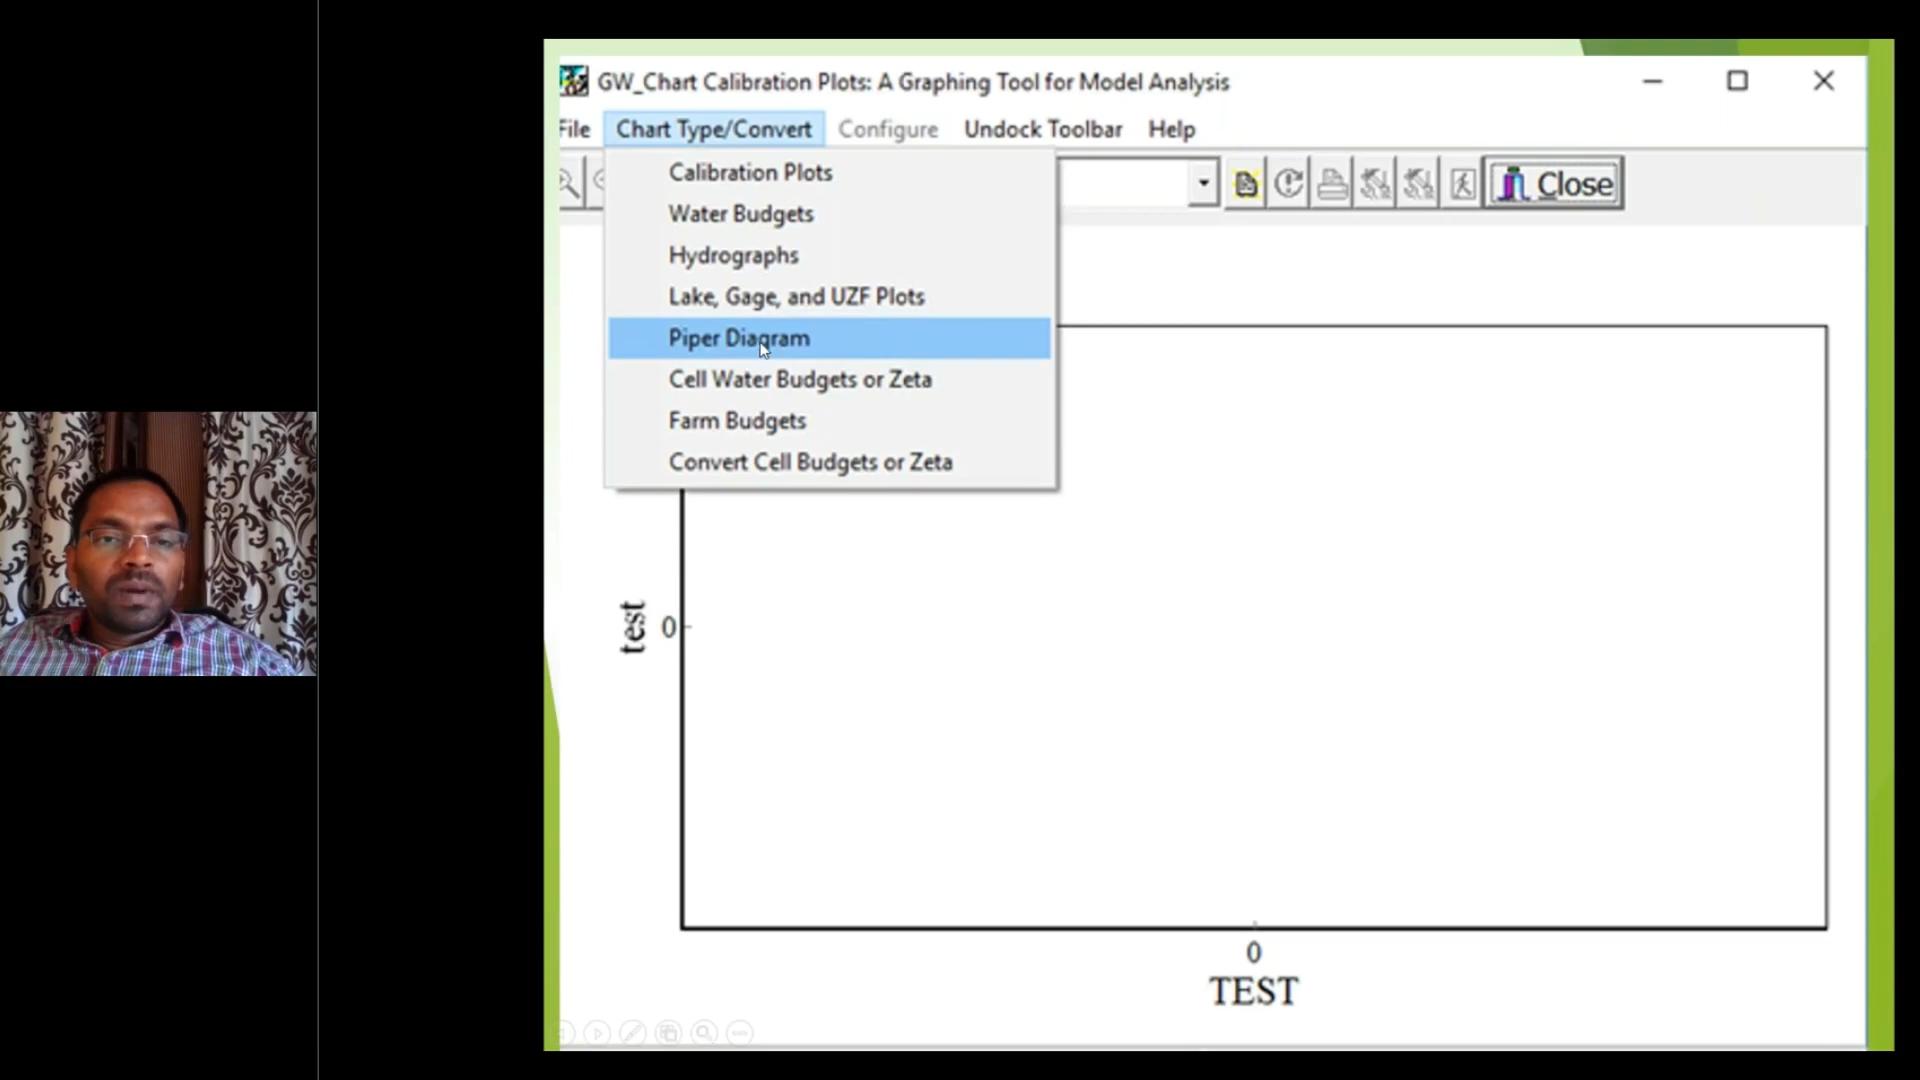 GW_Chart Calibration Plots: A Graphing Tool for Model Analysis
File Chart Type/Convert Configure Undock Toolbar Help
Close
Calibration Plots
Water Budgets
Hydrographs
Lake, Gage, and UZF Plots
Piper Diagram
Cell Water Budgets or Zeta
Farm Budgets
Convert Cell Budgets or Zeta
test
0
0
TEST